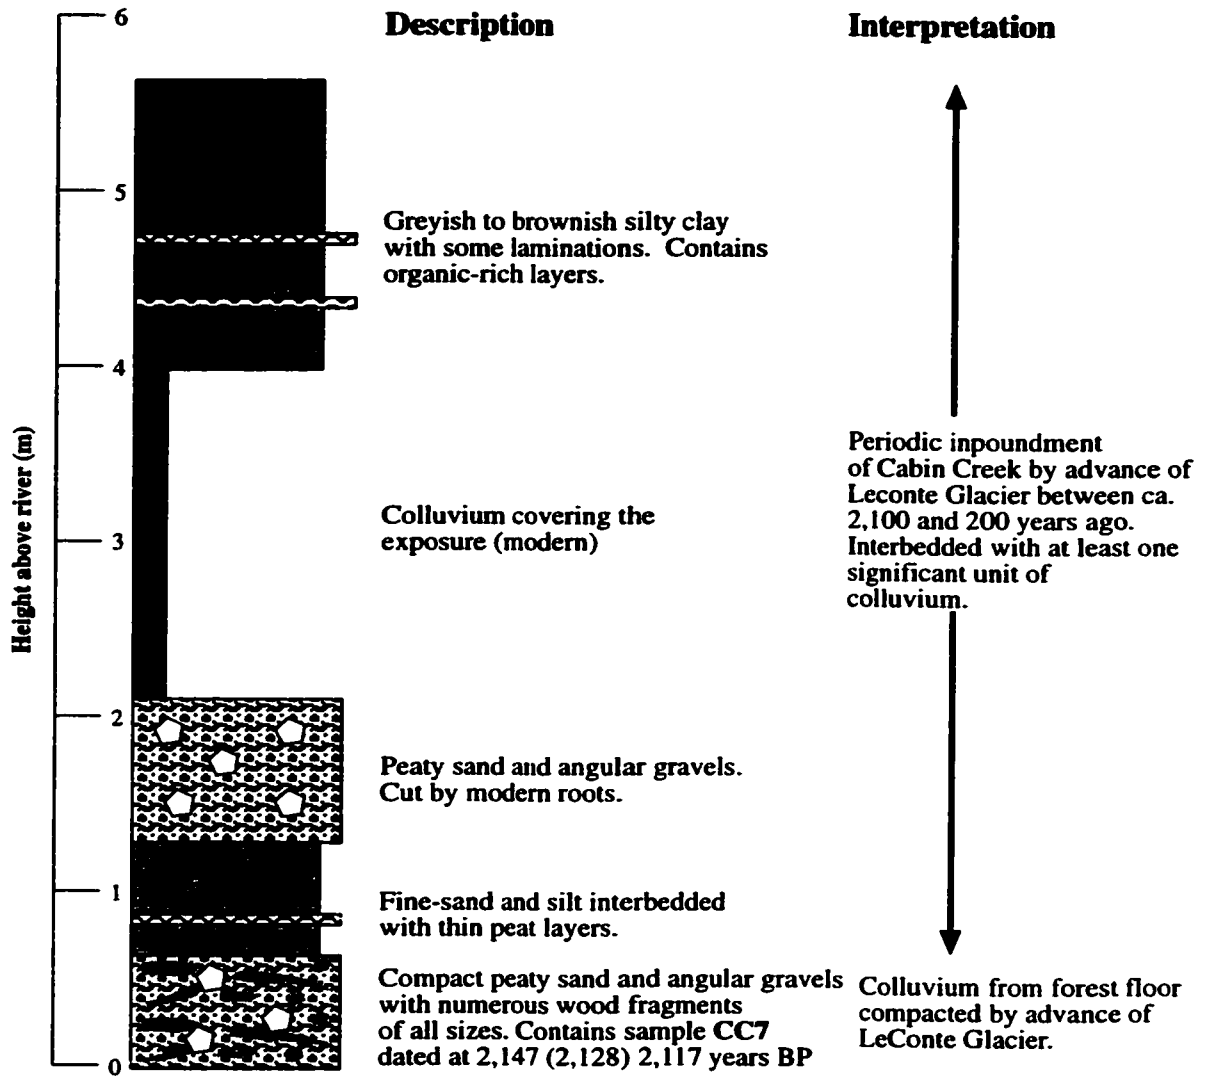 6
Description
Interpretation
5
Greyish to brownish silty clay
with some laminations. Contains
organic-rich layers.
4
Height above river (m)
Periodic inpoundment
of Cabin Creek by advance of
Leconte Glacier between ca.
2,100 and 200 years ago.
Interbedded with at least one
significant unit of
colluvium.
Colluvium covering the
exposure (modern)
3
2
Peaty sand and angular gravels.
Cut by modern roots.
1
Fine-sand and silt interbedded
with thin peat layers.
Compact peaty sand and angular gravels
with numerous wood fragments
of all sizes. Contains sample CC7
dated at 2,147 (2,128) 2,117 years BP
Colluvium from forest floor
compacted by advance of
LeConte Glacier.
0